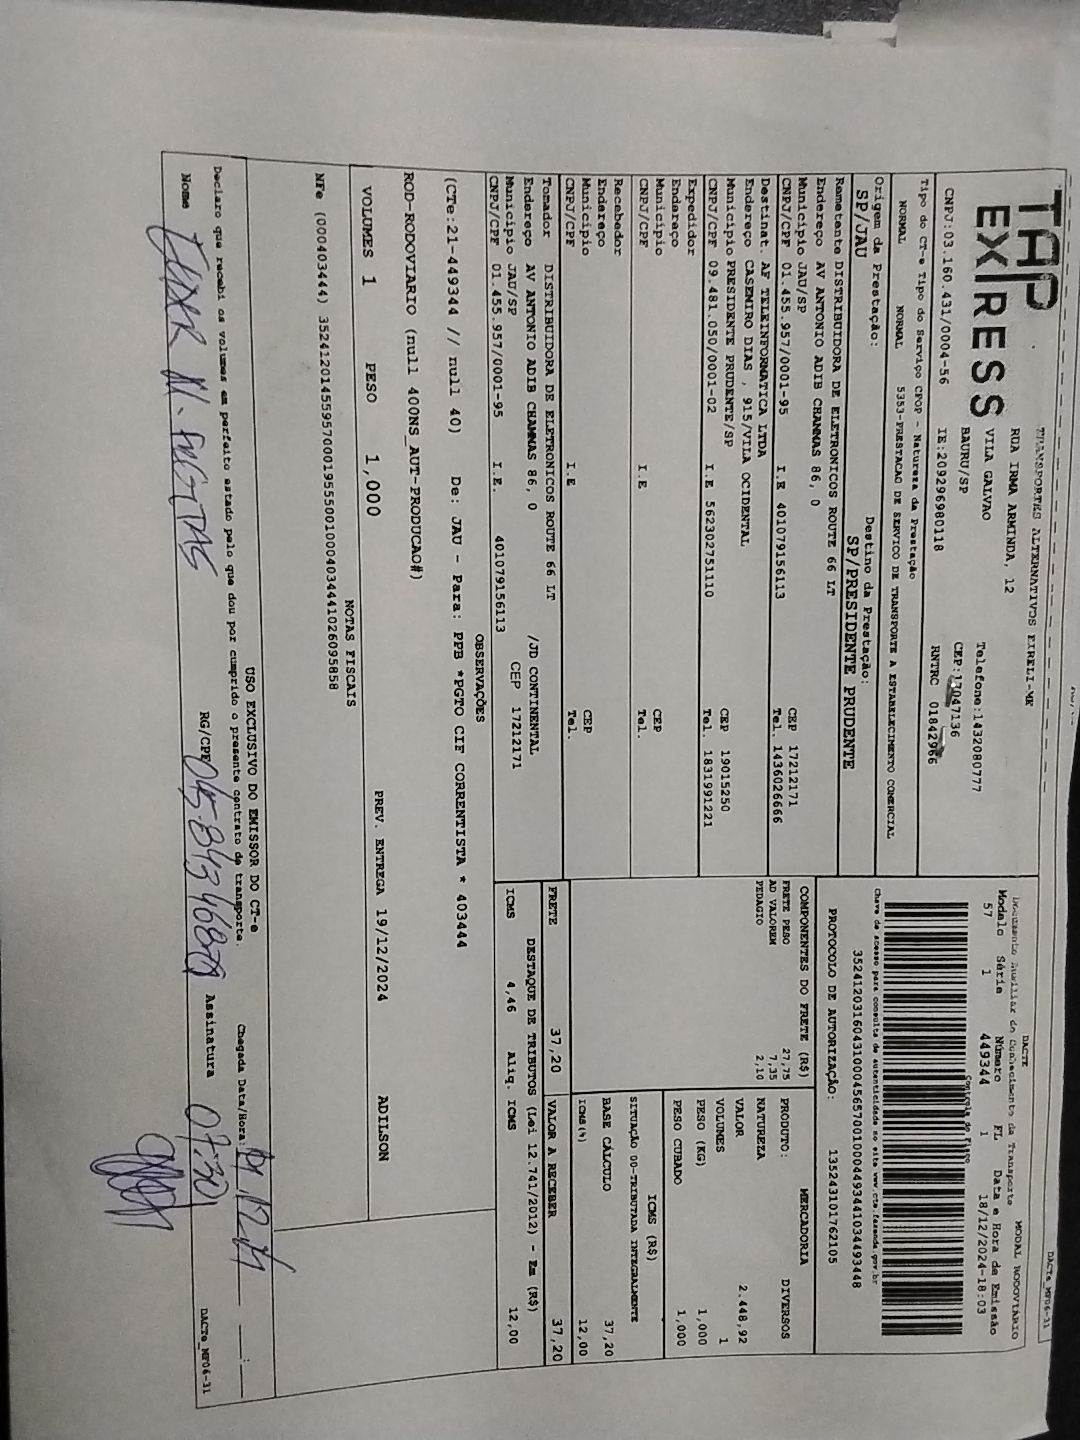 DACTe_MF06-31
TAP EXPRESS
TRANSPORTES ALTERNATIVOS EIRELI-ME
RUA IRMA ARMINDA, 12
VILA GALVAO
BAURU/SP
Telefone:1432080777
CNPJ:03.160.431/0004-56
IE:209296980118
RNTRC
Tipo do CT-e Tipo do Serviço CFOP - Natureza da Prestação
NORMAL NORMAL 5353-PRESTACAO DE SERVICO DE TRANSPORTE A ESTABELECIMENTO COMERCIAL
Origem da Prestação: Destino da Prestação:
SP/JAU SP/PRESIDENTE PRUDENTE
DACTE
Documento Auxiliar do Conhecimento de Transporte MODAL RODOVIÁRIO
Modelo Série Número FL Data e Hora de Emissão
57 1 449344 1 18/12/2024-18:03
Controle do Fisco
Chave de acesso para consulta de autenticidade no site www.cte.fazenda.gov.br
35241203160431000456570010004493441034493448
PROTOCOLO DE AUTORIZAÇÃO: 135243101762105
Remetente DISTRIBUIDORA DE ELETRONICOS ROUTE 66 LT
Endereço AV ANTONIO ADIB CHAMMAS 86, 0
Município JAU/SP CEP 17212171
CNPJ/CPF 01.455.957/0001-95 I.E 401079156113 Tel. 1436026666
Destinat AF TELEINFORMATICA LTDA
Endereço CASEMIRO DIAS , 915/VILA OCIDENTAL
Município PRESIDENTE PRUDENTE/SP CEP 19015250
CNPJ/CPF 09.481.050/0001-02 I.E 562302751110 Tel. 1831991221
Expedidor
Endereço
Município CEP
CNPJ/CPF I.E Tel.
Recebedor
Endereço
Município CEP
CNPJ/CPF I.E Tel.
Tomador DISTRIBUIDORA DE ELETRONICOS ROUTE 66 LT
Endereço AV ANTONIO ADIB CHAMMAS 86, 0 /JD CONTINENTAL
Município JAU/SP CEP 17212171
CNPJ/CPF 01.455.957/0001-95 I.E. 401079156113
COMPONENTES DO FRETE (R$)
FRETE PESO 27,75
AD VALOREM 7,35
PEDAGIO 2,10
MERCADORIA
PRODUTO: DIVERSOS
NATUREZA
VALOR 2.448,92
VOLUMES 1
PESO (KG) 1,000
PESO CUBADO 1,000
ICMS (R$)
SITUAÇÃO 00-TRIBUTADA INTEGRALMENTE
BASE CÁLCULO 37,20
ICMS(%) 12,00
FRETE 37,20 VALOR A RECEBER 37,20
DESTAQUE DE TRIBUTOS (Lei 12.741/2012) - Em (R$)
ICMS 4,46 Aliq. ICMS 12,00
OBSERVAÇÕES
(CTe:21-449344 // null 40) De: JAU - Para: PPB *PGTO CIF CORRENTISTA * 403444
ROD-RODOVIARIO (null 400NS_AUT-PRODUCAO#)
VOLUMES 1 PESO 1,000 PREV. ENTREGA 19/12/2024 ADILSON
NOTAS FISCAIS
NFe (000403444) 35241201455957000195550010004034441026095858
USO EXCLUSIVO DO EMISSOR DO CT-e
Declaro que recebi os volumes em perfeito estado pelo que dou por cumprido o presente contrato de transporte. Chegada Data/Hora:
Nome RG/CPF Assinatura 07:30
DACTe_MF06-31